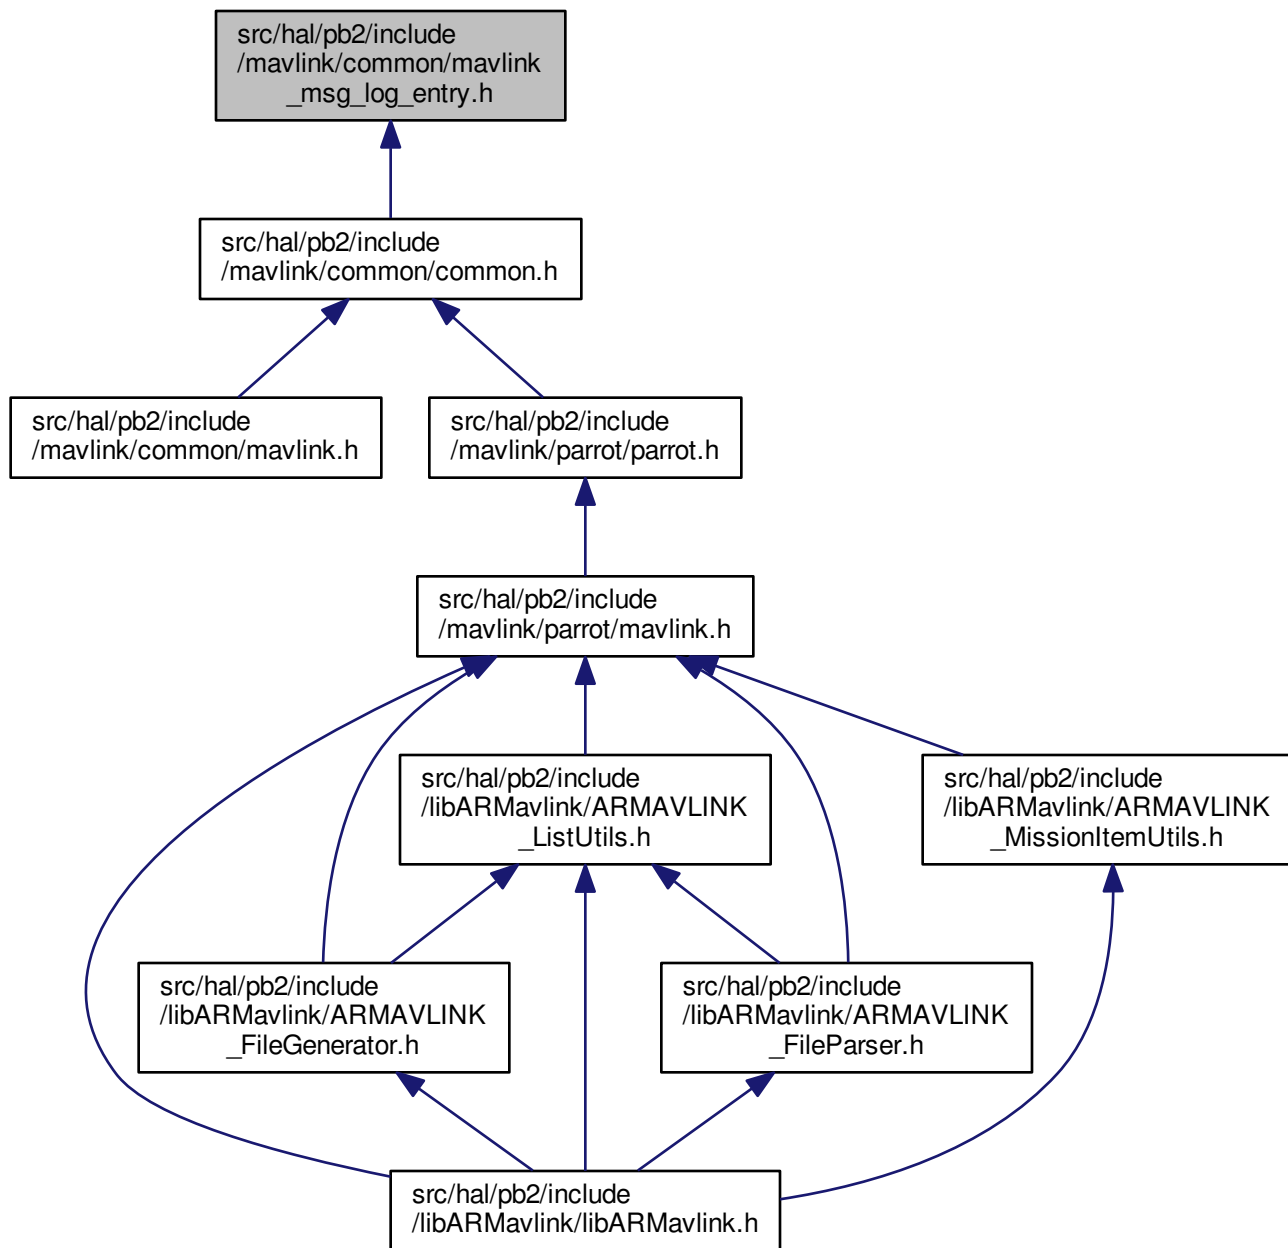 src/hal/pb2/include
/mavlink/common/mavlink
_msg_log_entry.h
src/hal/pb2/include
/mavlink/common/common.h
src/hal/pb2/include
/mavlink/common/mavlink.h
src/hal/pb2/include
/mavlink/parrot/parrot.h
src/hal/pb2/include
/mavlink/parrot/mavlink.h
src/hal/pb2/include
/libARMavlink/ARMAVLINK
_ListUtils.h
src/hal/pb2/include
/libARMavlink/ARMAVLINK
_MissionItemUtils.h
src/hal/pb2/include
/libARMavlink/ARMAVLINK
_FileGenerator.h
src/hal/pb2/include
/libARMavlink/ARMAVLINK
_FileParser.h
src/hal/pb2/include
/libARMavlink/libARMavlink.h